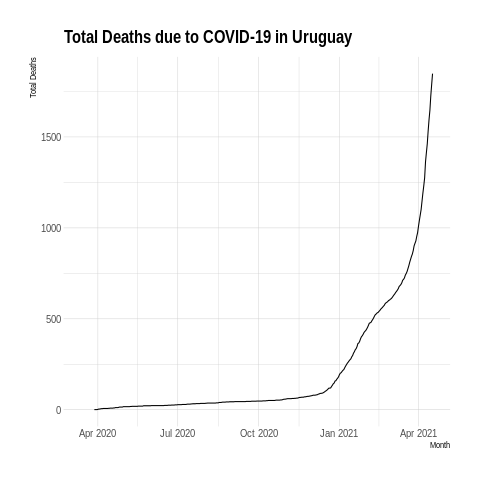 Total Deaths due to COVID-19 in Uruguay
Total Deaths
1500
1000
500
0
Apr 2020 Jul 2020 Oct 2020 Jan 2021 Apr 2021
Month